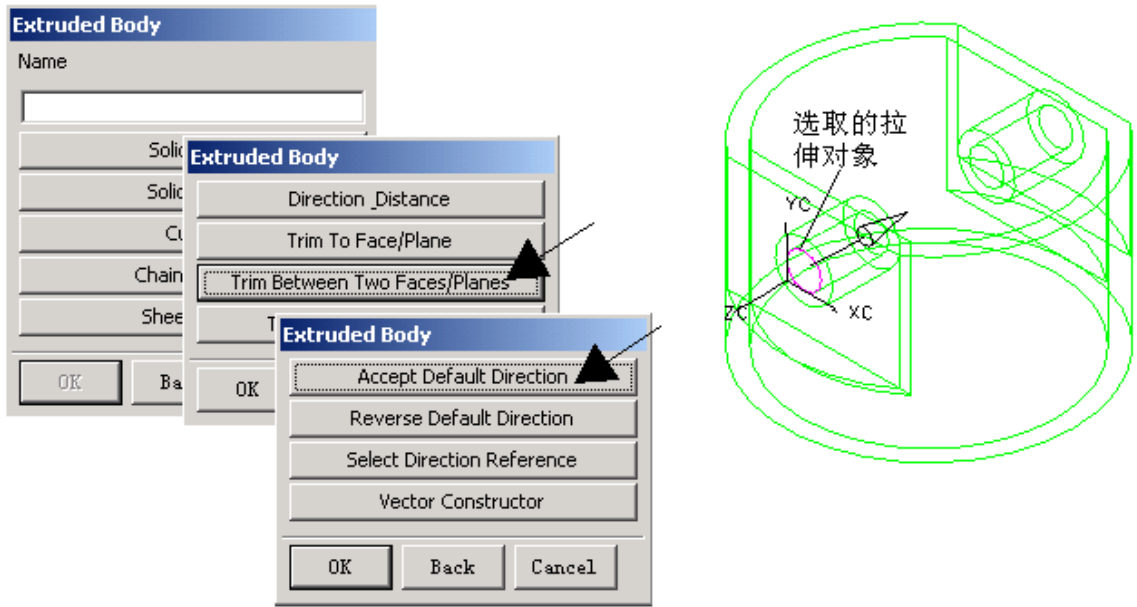 Extruded Body
Name
Solid
Solid
Cu
Chain
Shee
OK
Ba
Extruded Body
Direction _Distance
Trim To Face/Plane
Trim Between Two Faces/Planes
T
OK
Extruded Body
Accept Default Direction
Reverse Default Direction
Select Direction Reference
Vector Constructor
OK
Back
Cancel
选取的拉
伸对象
YC
ZC
XC